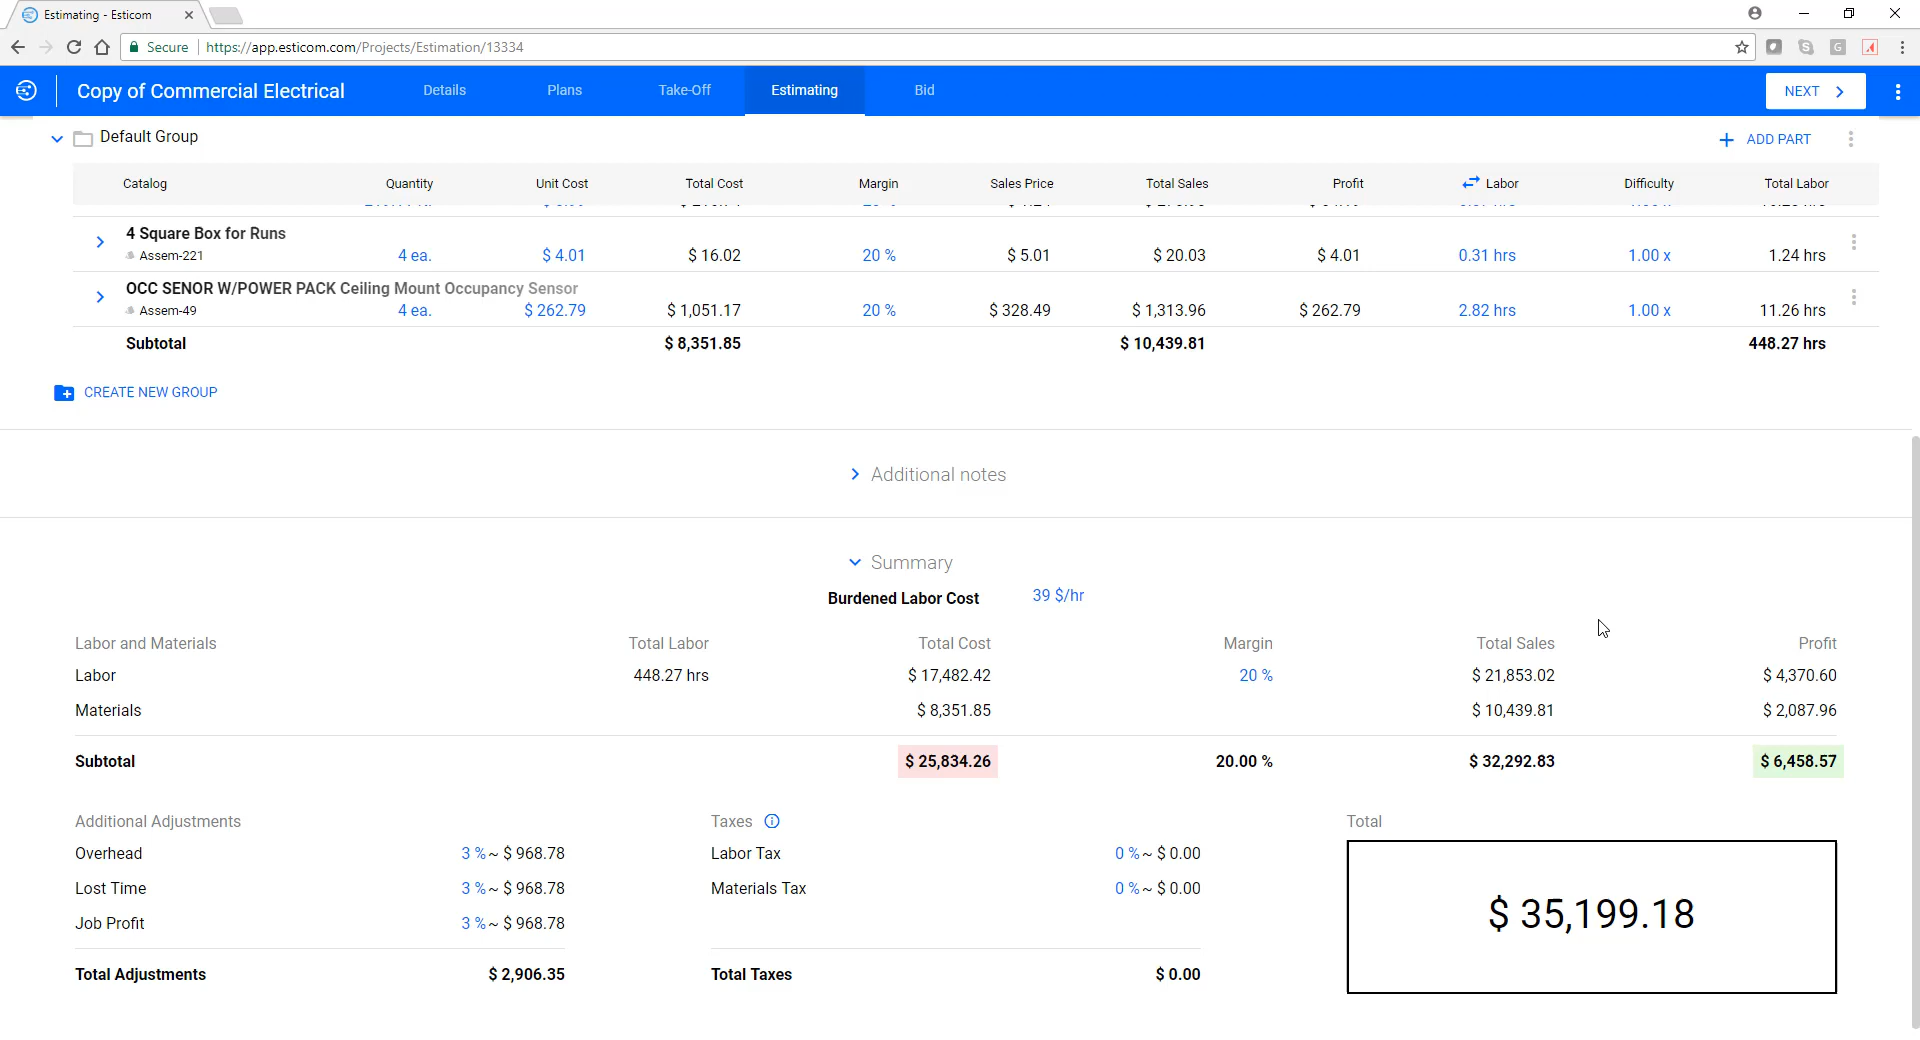 Estimating - Esticom
Secure https://app.esticom.com/Projects/Estimation/13334
Copy of Commercial Electrical Details Plans Take-Off Estimating Bid NEXT
Default Group ADD PART
Catalog Quantity Unit Cost Total Cost Margin Sales Price Total Sales Profit Labor Difficulty Total Labor
4 Square Box for Runs
Assem-221 4 ea. $ 4.01 $ 16.02 20 % $ 5.01 $ 20.03 $ 4.01 0.31 hrs 1.00 x 1.24 hrs
OCC SENOR W/POWER PACK Ceiling Mount Occupancy Sensor
Assem-49 4 ea. $ 262.79 $ 1,051.17 20 % $ 328.49 $ 1,313.96 $ 262.79 2.82 hrs 1.00 x 11.26 hrs
Subtotal $ 8,351.85 $ 10,439.81 448.27 hrs
CREATE NEW GROUP
Additional notes
Summary
Burdened Labor Cost 39 $/hr
Labor and Materials Total Labor Total Cost Margin Total Sales Profit
Labor 448.27 hrs $ 17,482.42 20 % $ 21,853.02 $ 4,370.60
Materials $ 8,351.85 $ 10,439.81 $ 2,087.96
Subtotal $ 25,834.26 20.00 % $ 32,292.83 $ 6,458.57
Additional Adjustments Taxes Total
Overhead 3 %~ $ 968.78 Labor Tax 0 %~ $ 0.00
Lost Time 3 %~ $ 968.78 Materials Tax 0 %~ $ 0.00
Job Profit 3 %~ $ 968.78
$ 35,199.18
Total Adjustments $ 2,906.35 Total Taxes $ 0.00